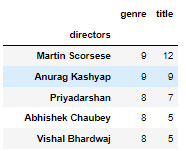 genre title
directors
Martin Scorsese 9 12
Anurag Kashyap 9 9
Priyadarshan 8 7
Abhishek Chaubey 8 5
Vishal Bhardwaj 8 5